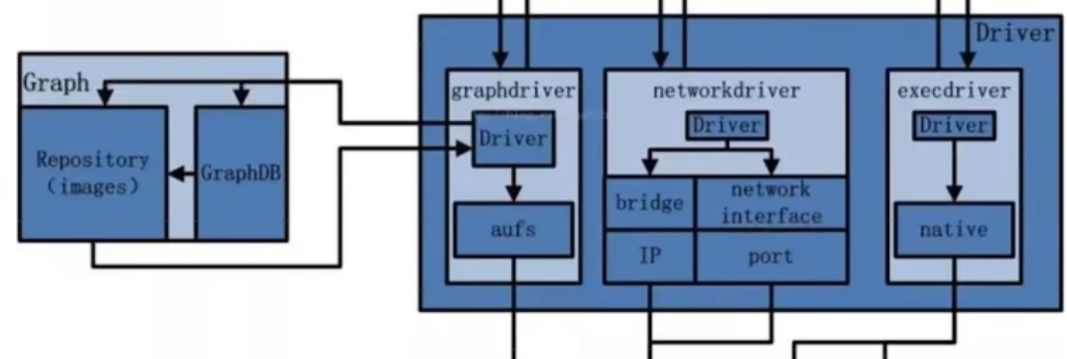 Driver
Graph
Repository
(images)
GraphDB
graphdriver
Driver
aufs
networkdriver
Driver
bridge
network
interface
IP
port
execdriver
Driver
native